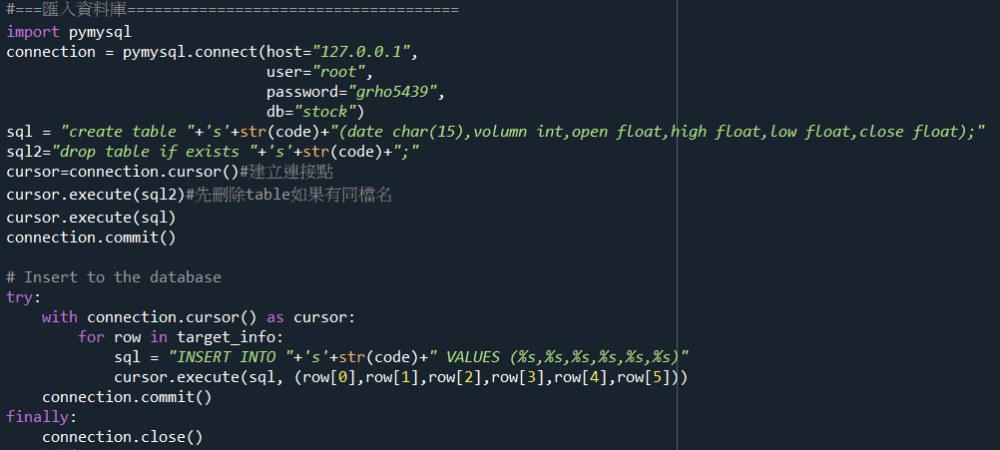 #===匯入資料庫=====================================
import pymysql
connection = pymysql.connect(host="127.0.0.1",
                             user="root",
                             password="grho5439",
                             db="stock")
sql = "create table "+'s'+str(code)+"(date char(15),volumn int,open float,high float,low float,close float);"
sql2="drop table if exists "+'s'+str(code)+";"
cursor=connection.cursor()#建立連接點
cursor.execute(sql2)#先刪除table如果有同檔名
cursor.execute(sql)
connection.commit()

# Insert to the database
try:
    with connection.cursor() as cursor:
        for row in target_info:
            sql = "INSERT INTO "+'s'+str(code)+" VALUES (%s,%s,%s,%s,%s,%s)"
            cursor.execute(sql, (row[0],row[1],row[2],row[3],row[4],row[5]))
    connection.commit()
finally:
    connection.close()